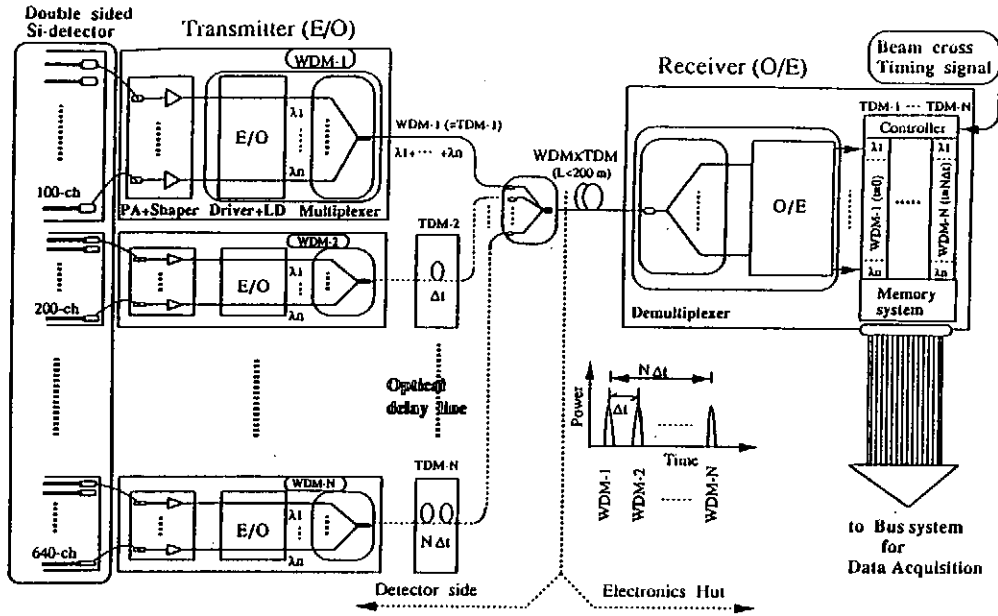 Double sided
Si-detector
Transmitter (E/O)
WDM-1
E/O
λ1
λn
100-ch
PA+Shaper
Driver+LD
Multiplexer
WDM-1 (=TDM-1)
λ1+ ····· +λn
WDM-2
E/O
λ1
λn
200-ch
TDM-2
Δt
Optical
delay line
WDM-N
E/O
λ1
λn
640-ch
TDM-N
N Δt
WDMxTDM
(L<200 m)
Receiver (O/E)
Beam cross
Timing signal
TDM-1 ··· TDM-N
Controller
λ1
WDM-1 (t=0)
λn
λ1
WDM-N (t=NΔt)
λn
O/E
Memory
system
Demultiplexer
Power
N Δt
Δt
Time
WDM-1
WDM-2
WDM-N
to Bus system
for
Data Acquisition
Detector side
Electronics Hut